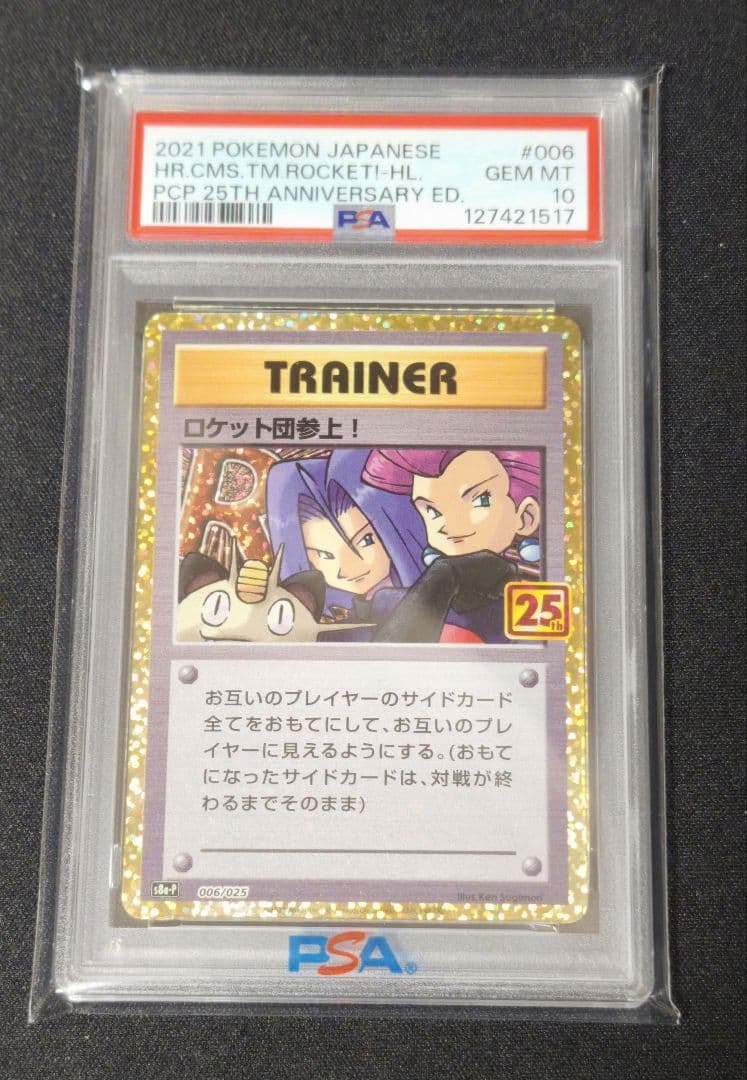 2021 POKEMON JAPANESE #006
HR.CMS.TM.ROCKET!-HL. GEM MT
PCP 25TH ANNIVERSARY ED. 10
PSA 127421517
TRAINER
ロケット団参上！
25th
お互いのプレイヤーのサイドカード
全てをおもてにして、お互いのプレ
イヤーに見えるようにする。(おもて
になったサイドカードは、対戦が終
わるまでそのまま)
s8a-P 006/025 Illus. Ken Sugimori
PSA®